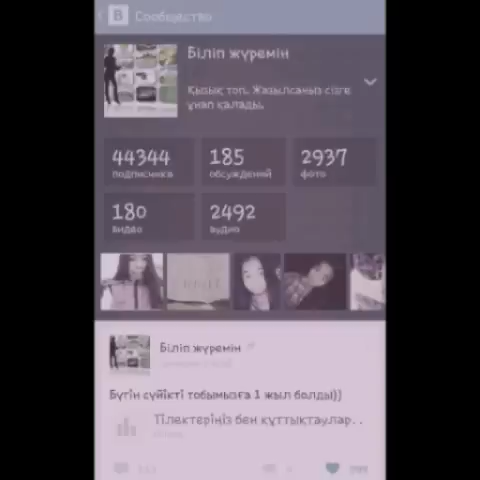 Сообщество
Біліп жүремін
Қызық топ. Жазылсаңыз сізге
ұнап қалады.
44344
подписчика
185
обсуждений
2937
фото
180
видео
2492
аудио
Біліп жүремін
Бүгін сүйікті тобымызға 1 жыл болды))
Тілектеріңіз бен құттықтаулар. .